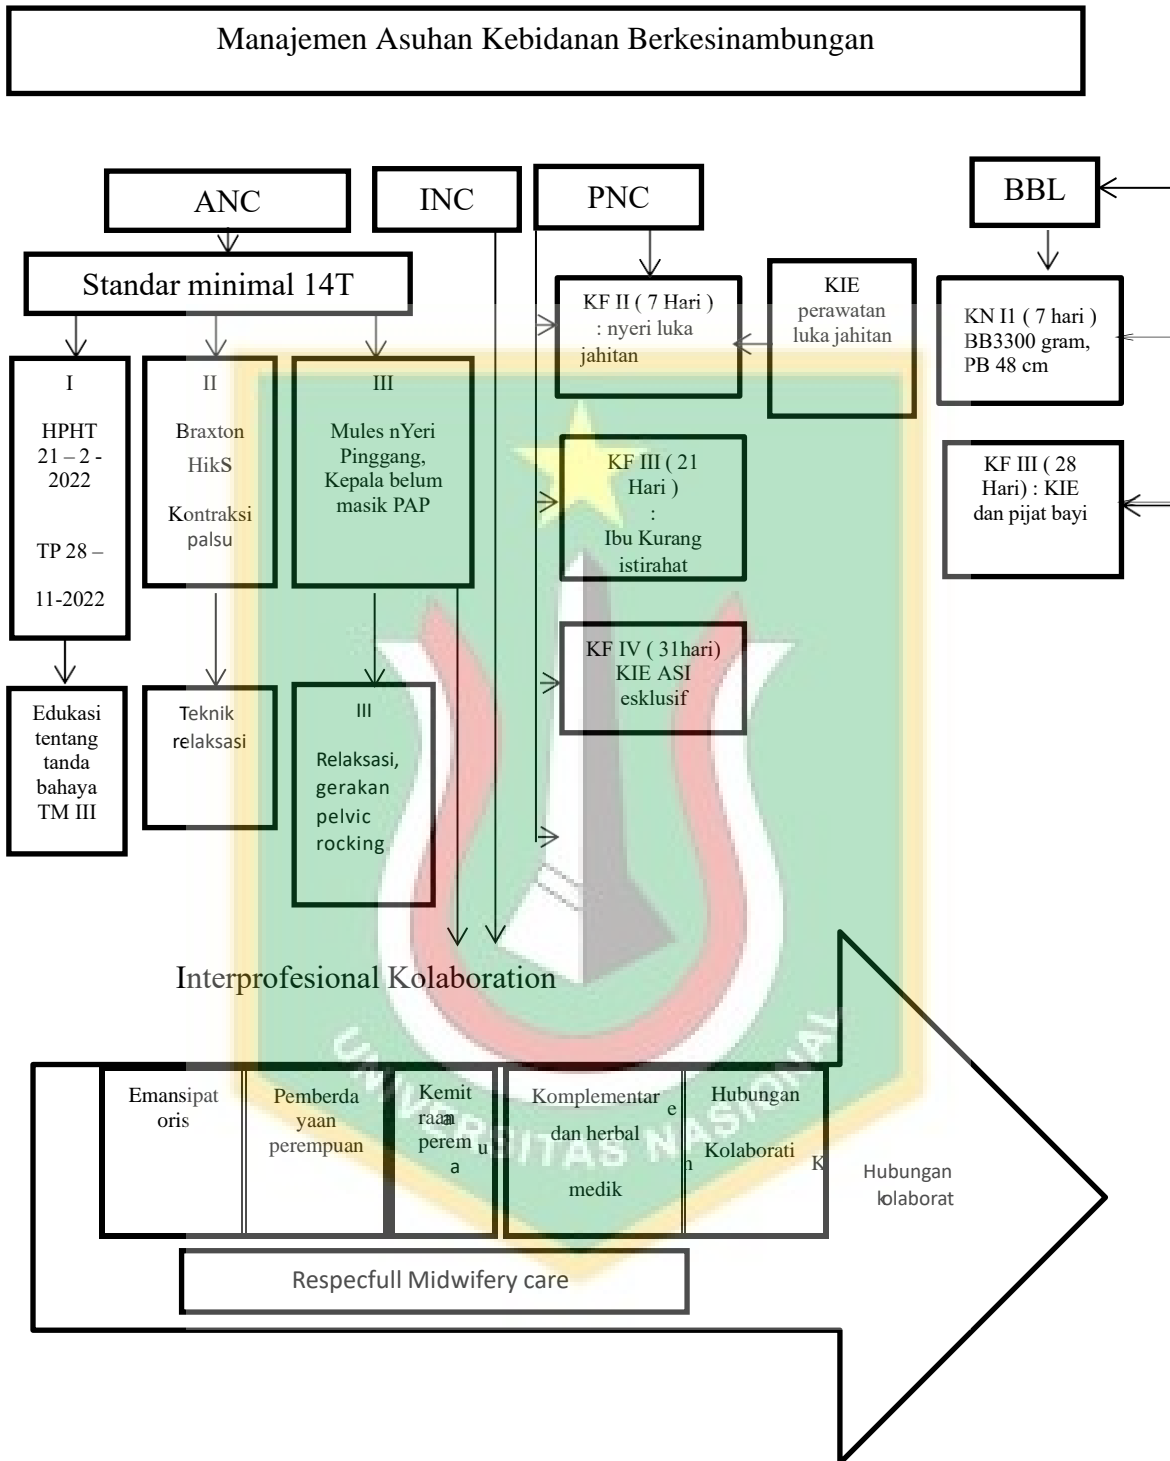 Manajemen Asuhan Kebidanan Berkesinambungan
ANC
INC
PNC
BBL
Standar minimal 14T
I
HPHT
21 – 2 -
2022
TP 28 –
11-2022
II
Braxton
HikS
Kontraksi
palsu
III
Mules nYeri
Pinggang,
Kepala belum
masik PAP
KF II ( 7 Hari )
: nyeri luka
jahitan
KIE
perawatan
luka jahitan
KN I1 ( 7 hari )
BB3300 gram,
PB 48 cm
KF III ( 21
Hari )
:
Ibu Kurang
istirahat
KF III ( 28
Hari) : KIE
dan pijat bayi
KF IV ( 31hari)
KIE ASI
esklusif
Edukasi
tentang
tanda
bahaya
TM III
Teknik
relaksasi
III
Relaksasi,
gerakan
pelvic
rocking
Interprofesional Kolaboration
Emansipat
oris
Pemberda
yaan
perempuan
Kemit
raan
perem u
a
Komplementar e
dan herbal
medik
Hubungan
n Kolaborati K
Hubungan
kolaborat
Respecfull Midwifery care
UNIVERSITAS NASIONAL